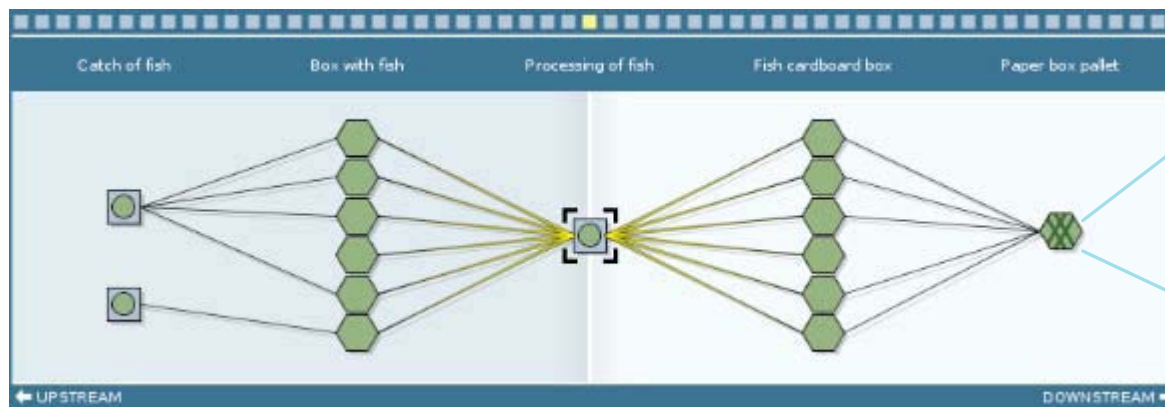 Catch of fish
Box with fish
Processing of fish
Fish cardboard box
Paper box pallet
UPSTREAM
DOWNSTREAM